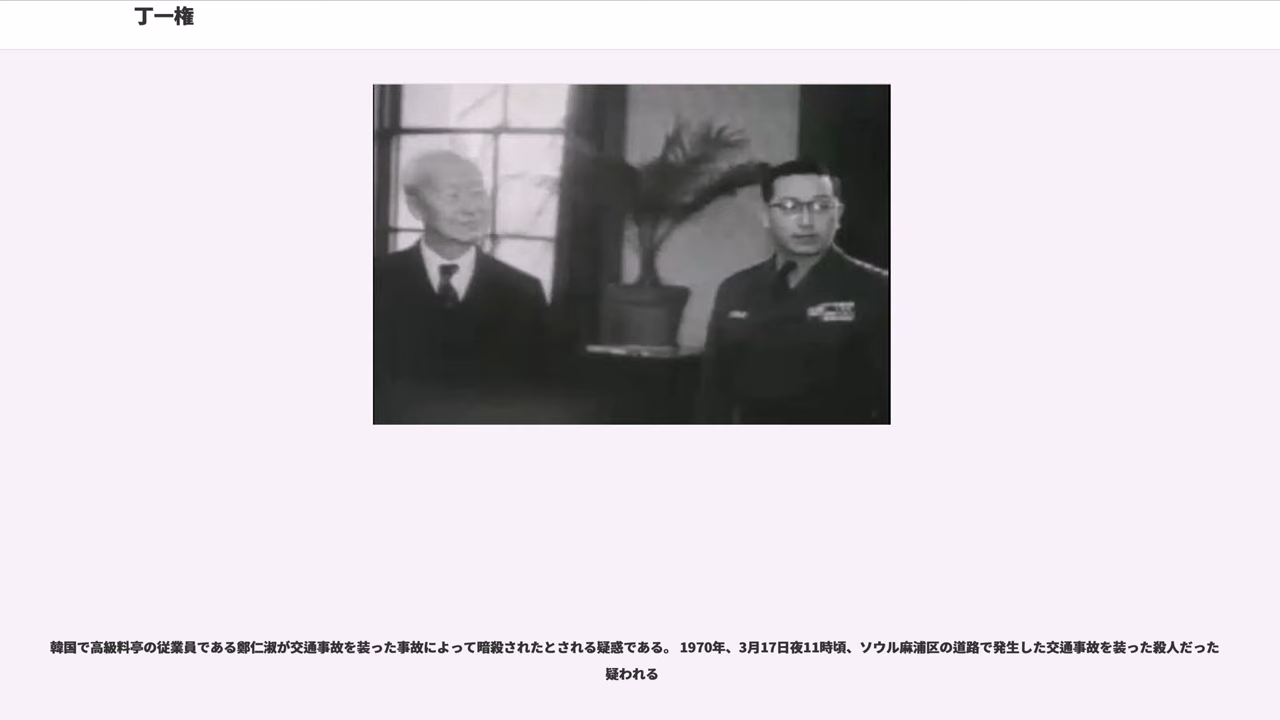 丁一権
韓国で高級料亭の従業員である鄭仁淑が交通事故を装った事故によって暗殺されたとされる疑惑である。 1970年、3月17日夜11時頃、ソウル麻浦区の道路で発生した交通事故を装った殺人だった
疑われる